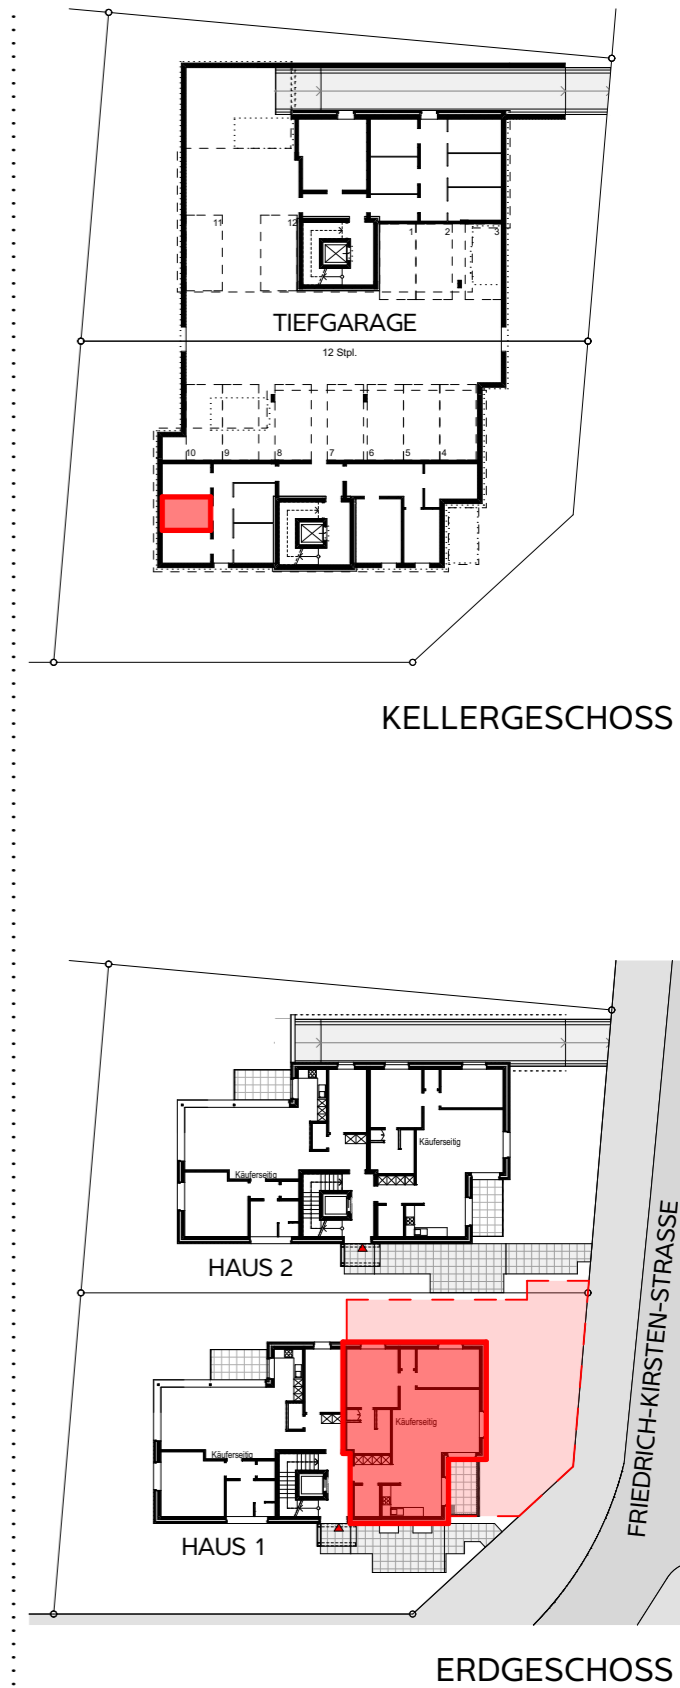 11
12
1
2
3
TIEFGARAGE
12 Stpl.
10
9
8
7
6
5
4
KELLERGESCHOSS
Käuferseitig
Käuferseitig
HAUS 2
FRIEDRICH-KIRSTEN-STRASSE
Käuferseitig
Käuferseitig
HAUS 1
ERDGESCHOSS